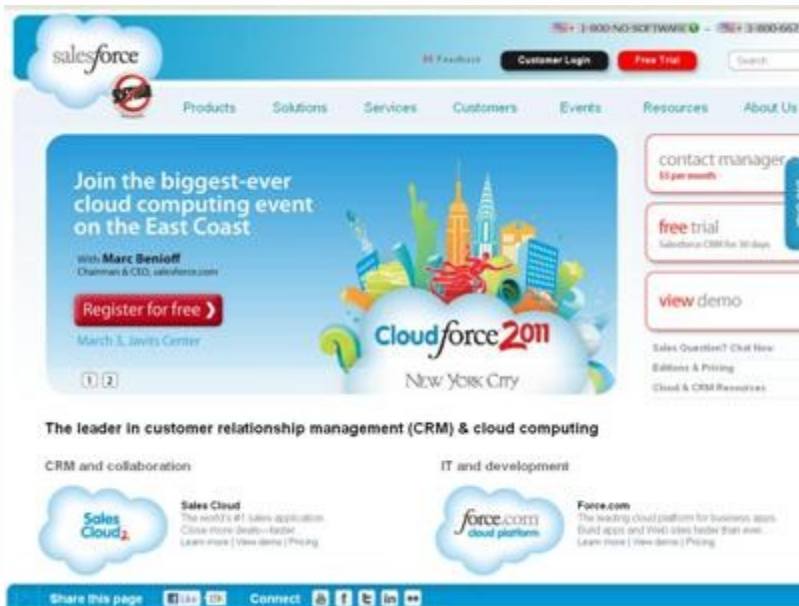 1-800-NO-SOFTWARE
salesforce
Feedback
Customer Login
Free Trial
Search
Products
Solutions
Services
Customers
Events
Resources
About Us
Join the biggest-ever
cloud computing event
on the East Coast
With Marc Benioff
Chairman & CEO, salesforce.com
Register for free
March 3, Javits Center
1 2
Cloudforce 2011
New York City
contact manager
$5 per month
free trial
Salesforce CRM for 30 days
view demo
Sales Question? Chat Now
Editions & Pricing
Cloud & CRM Resources
The leader in customer relationship management (CRM) & cloud computing
CRM and collaboration
Sales Cloud 2
Sales Cloud
The world's #1 sales application
Close more deals—faster
Learn more | View demo | Pricing
IT and development
force.com
cloud platform
Force.com
The leading cloud platform for business apps
Build apps and Web sites faster than ever
Learn more | View demo | Pricing
Share this page
Like
Connect